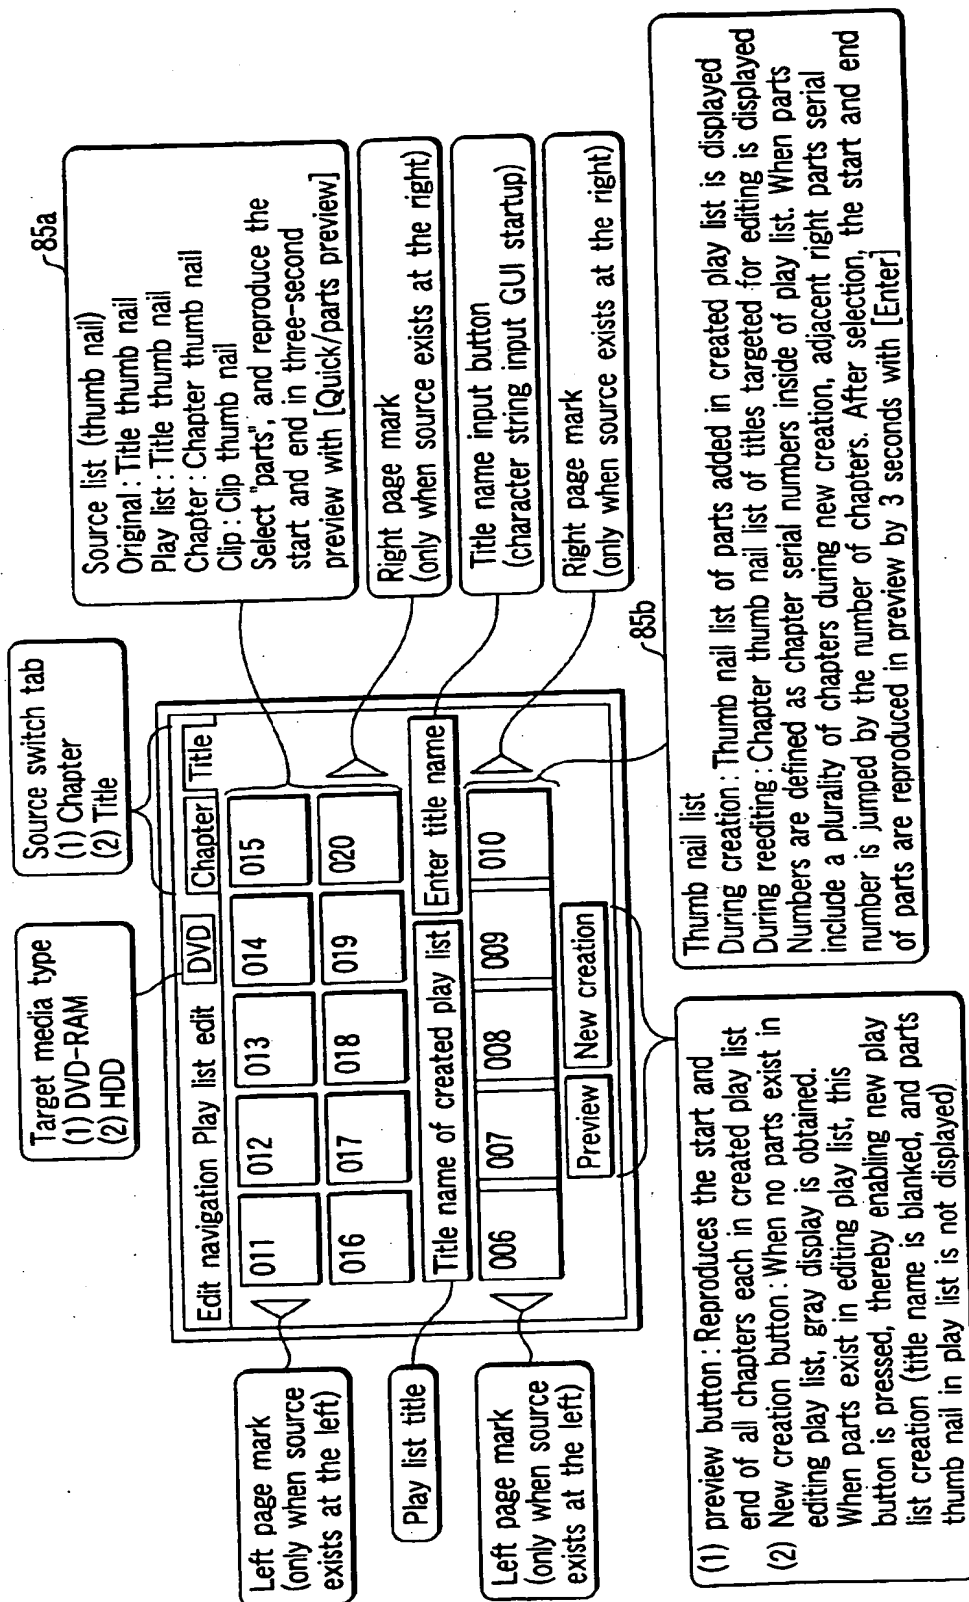 Target media type
(1) DVD-RAM
(2) HDD
Source switch tab
(1) Chapter
(2) Title
85a
Source list (thumb nail)
Original : Title thumb nail
Play list : Title thumb nail
Chapter : Chapter thumb nail
Clip : Clip thumb nail
Select "parts", and reproduce the
start and end in three-second
preview with [Quick/parts preview]
Left page mark
(only when source
exists at the left)
Edit navigation Play list edit
DVD
Chapter
Title
011
012
013
014
015
016
017
018
019
020
Right page mark
(only when source exists at the right)
Play list title
Title name of created play list
Enter title name
Title name input button
(character string input GUI startup)
Left page mark
(only when source
exists at the left)
006
007
008
009
010
Right page mark
(only when source exists at the right)
Preview
New creation
85b
(1) preview button : Reproduces the start and
end of all chapters each in created play list
(2) New creation button : When no parts exist in
editing play list, gray display is obtained.
When parts exist in editing play list, this
button is pressed, thereby enabling new play
list creation (title name is blanked, and parts
thumb nail in play list is not displayed)
Thumb nail list
During creation : Thumb nail list of parts added in created play list is displayed
During reediting : Chapter thumb nail list of titles targeted for editing is displayed
Numbers are defined as chapter serial numbers inside of play list. When parts
include a plurality of chapters during new creation, adjacent right parts serial
number is jumped by the number of chapters. After selection, the start and end
of parts are reproduced in preview by 3 seconds with [Enter]